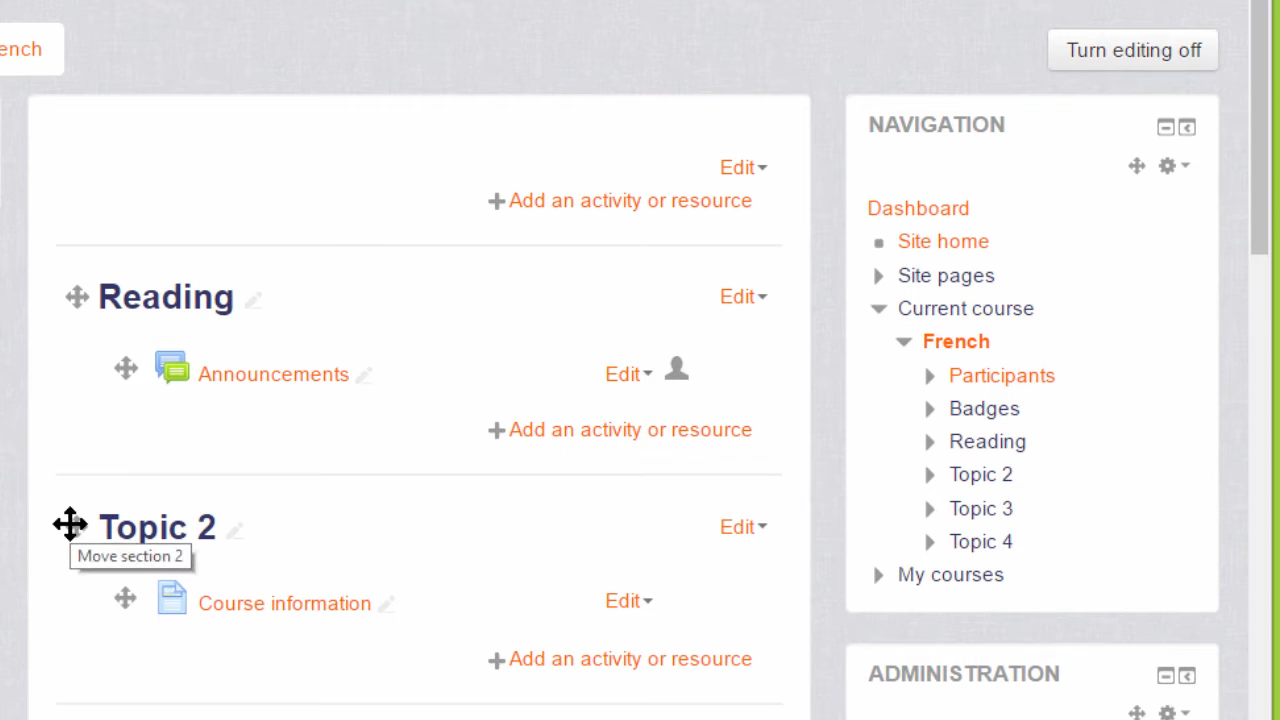 ench
Turn editing off
Edit
Add an activity or resource
Reading
Edit
Announcements
Edit
Add an activity or resource
Topic 2
Edit
Move section 2
Course information
Edit
Add an activity or resource
NAVIGATION
Dashboard
Site home
Site pages
Current course
French
Participants
Badges
Reading
Topic 2
Topic 3
Topic 4
My courses
ADMINISTRATION